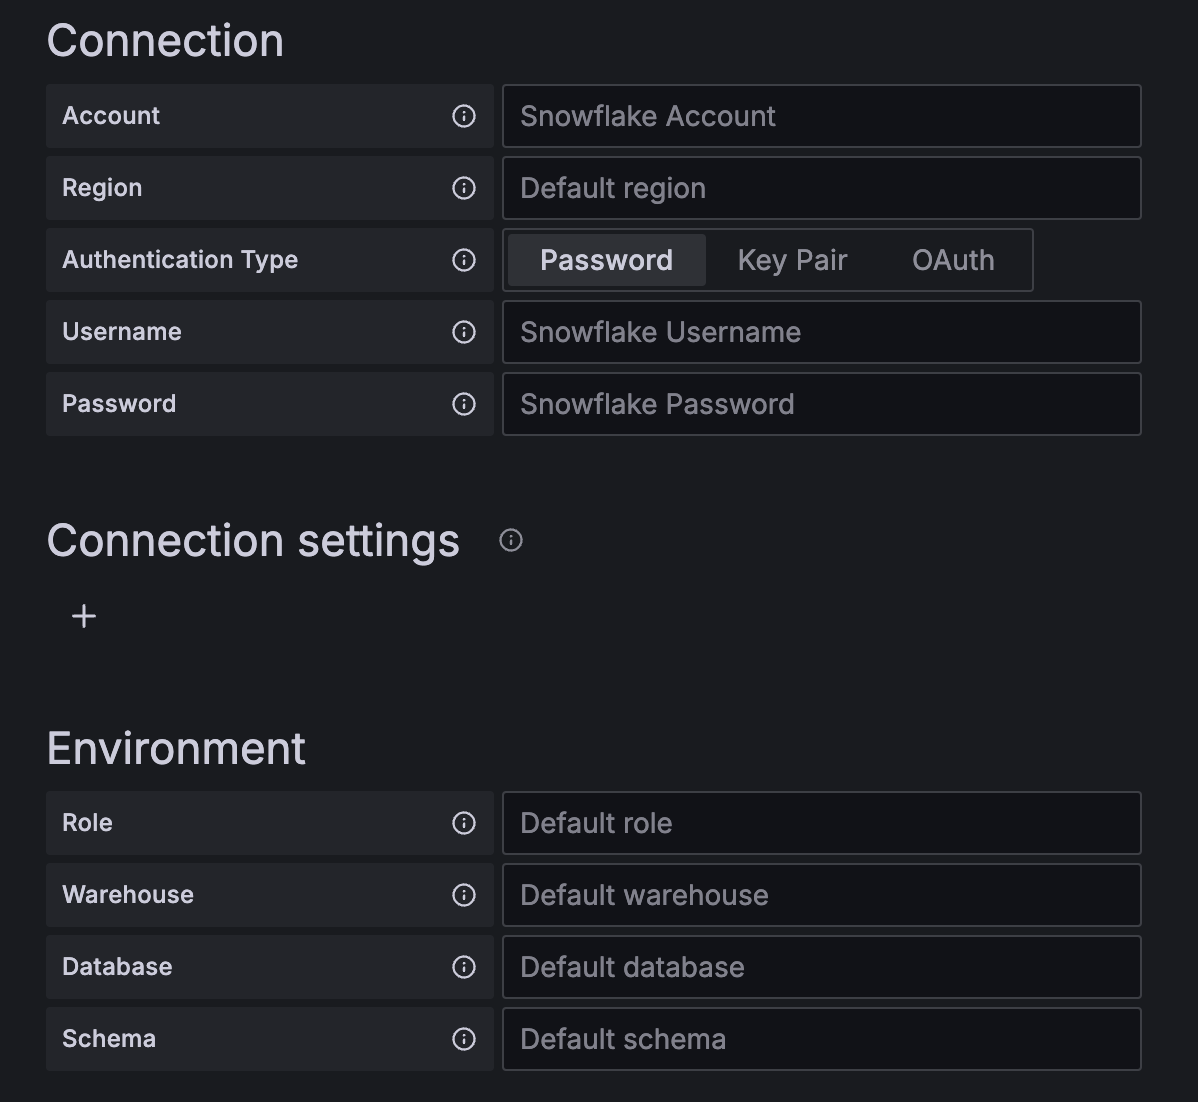 Connection
Account Snowflake Account
Region Default region
Authentication Type Password Key Pair OAuth
Username Snowflake Username
Password Snowflake Password
Connection settings
Environment
Role Default role
Warehouse Default warehouse
Database Default database
Schema Default schema